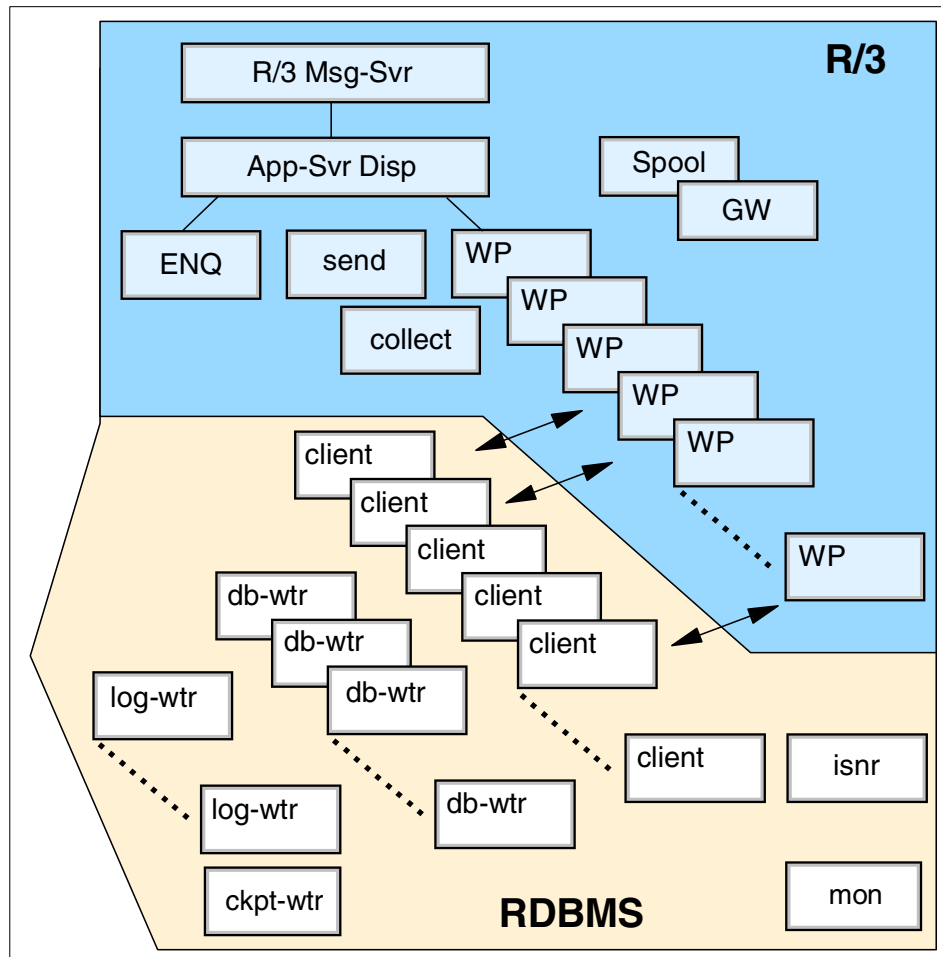 R/3
R/3 Msg-Svr
App-Svr Disp
Spool
GW
ENQ
send
WP
collect
WP
WP
WP
WP
WP
client
client
client
client
client
client
db-wtr
db-wtr
db-wtr
db-wtr
log-wtr
log-wtr
ckpt-wtr
isnr
mon
RDBMS